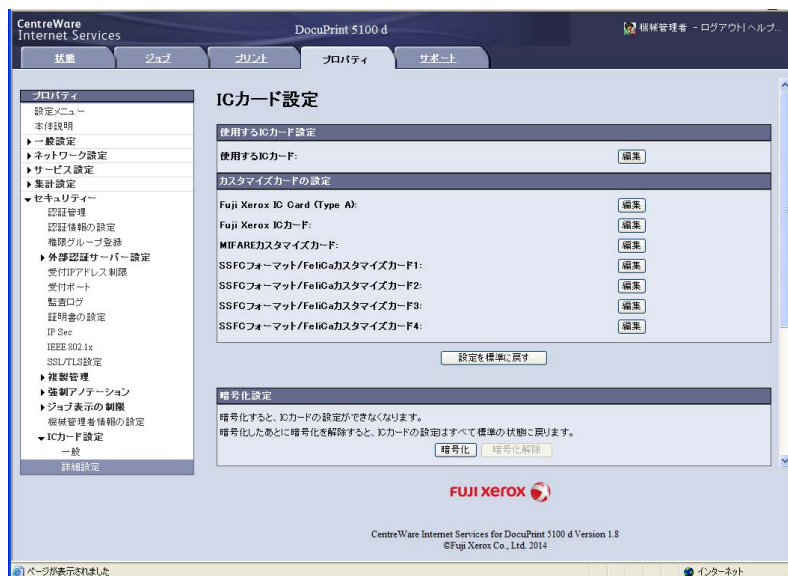 CentreWare
Internet Services
DocuPrint 5100 d
機械管理者 - ログアウト|ヘルプ...
状態
ジョブ
プリント
プロパティ
サポート
プロパティ
設定メニュー
本体説明
一般設定
ネットワーク設定
サービス設定
集計設定
セキュリティー
認証管理
認証情報の設定
権限グループ登録
外部認証サーバー設定
受付IPアドレス制限
受付ポート
監査ログ
証明書の設定
IP Sec
IEEE 802.1x
SSL/TLS設定
複製管理
強制アノテーション
ジョブ表示の制限
機械管理者情報の設定
ICカード設定
一般
詳細設定
ICカード設定
使用するICカード設定
使用するICカード: 編集
カスタマイズカードの設定
Fuji Xerox IC Card (Type A): 編集
Fuji Xerox ICカード: 編集
MIFAREカスタマイズカード: 編集
SSFCフォーマット/FeliCaカスタマイズカード1: 編集
SSFCフォーマット/FeliCaカスタマイズカード2: 編集
SSFCフォーマット/FeliCaカスタマイズカード3: 編集
SSFCフォーマット/FeliCaカスタマイズカード4: 編集
設定を標準に戻す
暗号化設定
暗号化すると、ICカードの設定ができなくなります。
暗号化したあとに暗号化を解除すると、ICカードの設定はすべて標準の状態に戻ります。
暗号化 暗号化解除
FUJI xerox
CentreWare Internet Services for DocuPrint 5100 d Version 1.8
©Fuji Xerox Co., Ltd. 2014
ページが表示されました
インターネット